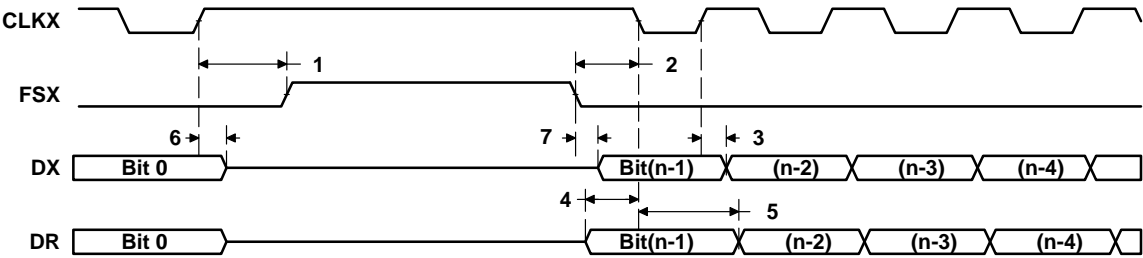 CLKX
1 2
FSX
6 7 3
DX Bit 0 Bit(n-1) (n-2) (n-3) (n-4)
4 5
DR Bit 0 Bit(n-1) (n-2) (n-3) (n-4)